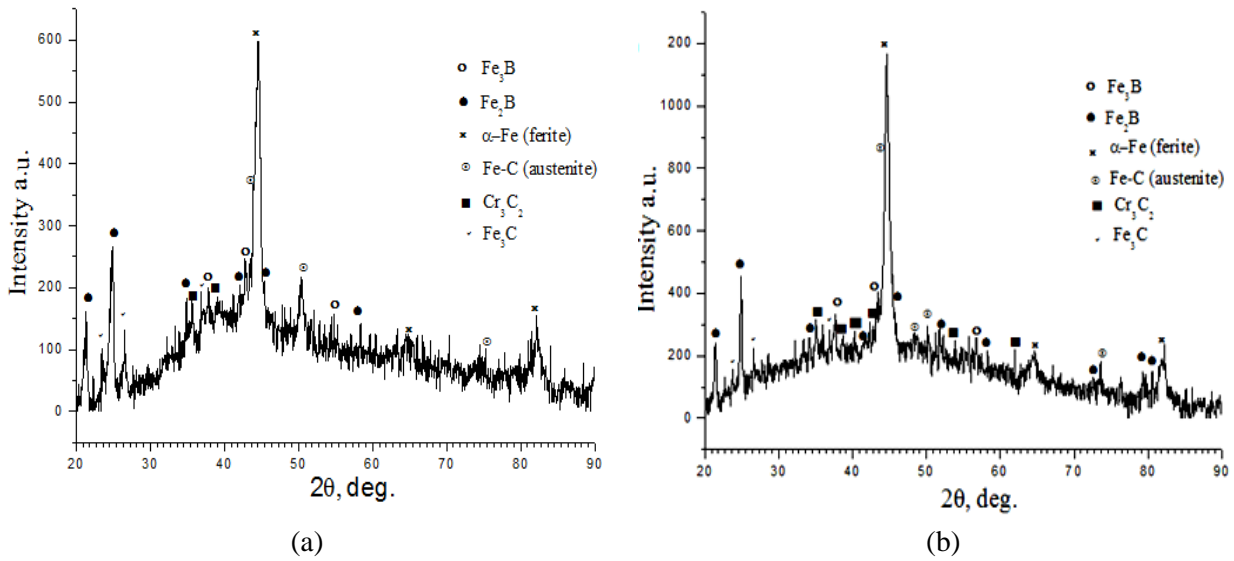 600
500
400
300
200
100
0
Intensity a.u.
Fe₃B
Fe₂B
α–Fe (ferite)
Fe-C (austenite)
Cr₃C₂
Fe₃C
20 30 40 50 60 70 80 90
2θ, deg.
(a)
1200
1000
800
600
400
200
0
Intensity a.u.
Fe₃B
Fe₂B
α–Fe (ferite)
Fe-C (austenite)
Cr₃C₂
Fe₃C
20 30 40 50 60 70 80 90
2θ, deg.
(b)